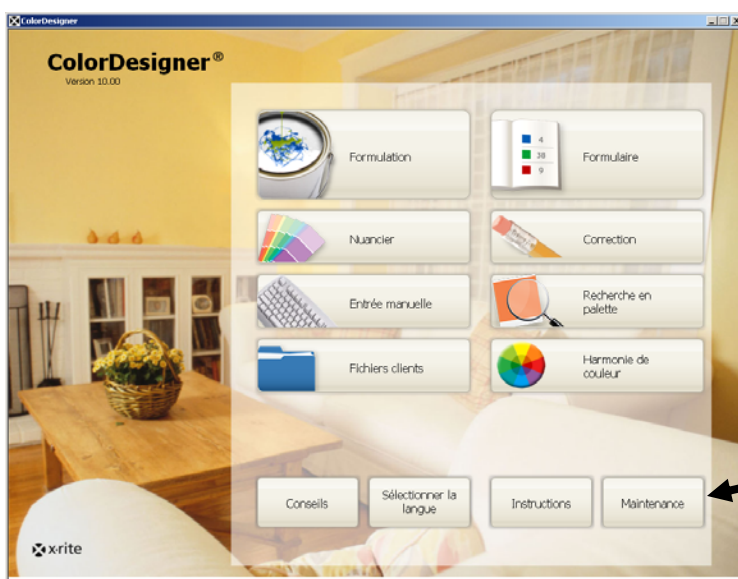 ColorDesigner
ColorDesigner®
Version 10.00
Formulation
4
38
9
Formulaire
Nuancier
Correction
Entrée manuelle
Recherche en
palette
Fichiers clients
Harmonie de
couleur
Conseils
Sélectionner la
langue
Instructions
Maintenance
x·rite